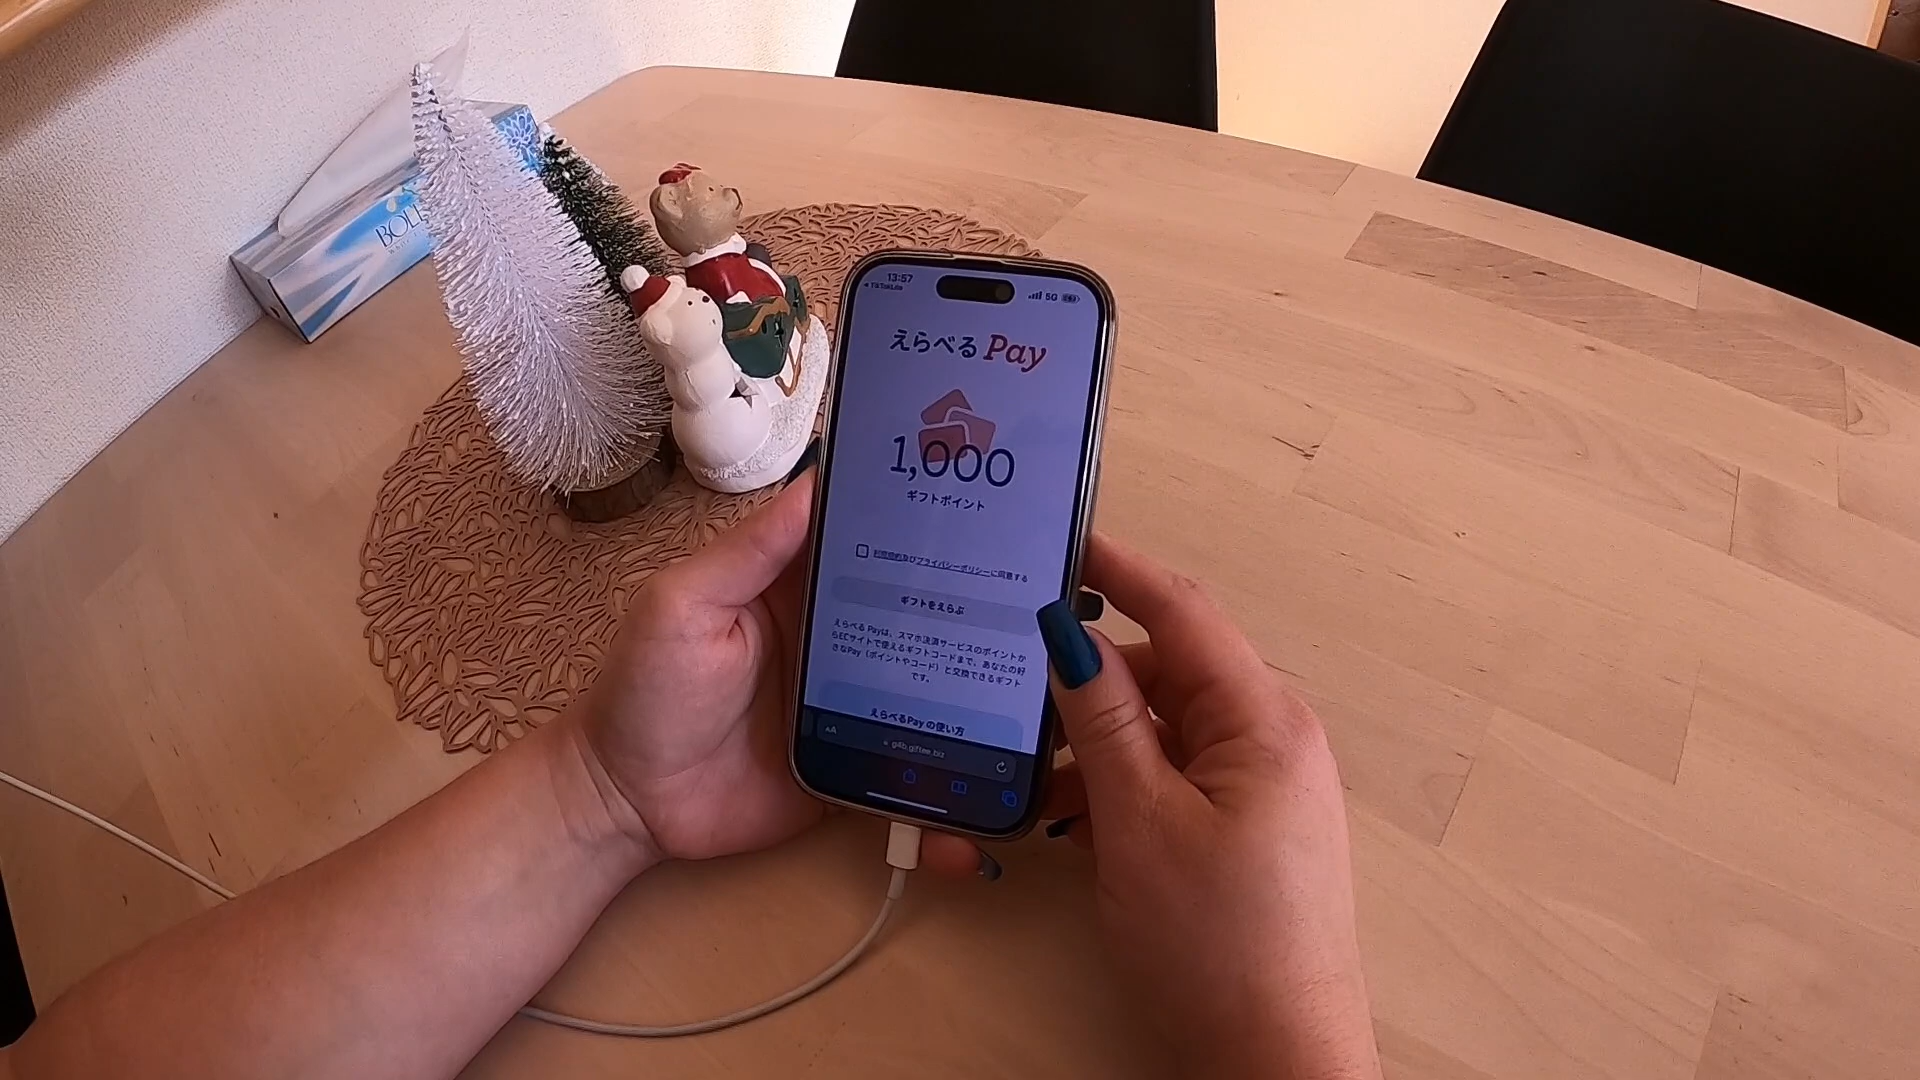 BOL
13:57
◀ TikTok Lite
5G
えらべる Pay
1,000
ギフトポイント
利用規約及びプライバシーポリシーに同意する
ギフトをえらぶ
えらべる Payは、スマホ決済サービスのポイントか
らECサイトで使えるギフトコードまで、あなたの好
きなPay（ポイントやコード）と交換できるギフト
です。
えらべるPay の使い方
ぁA
g4b.giftee.biz